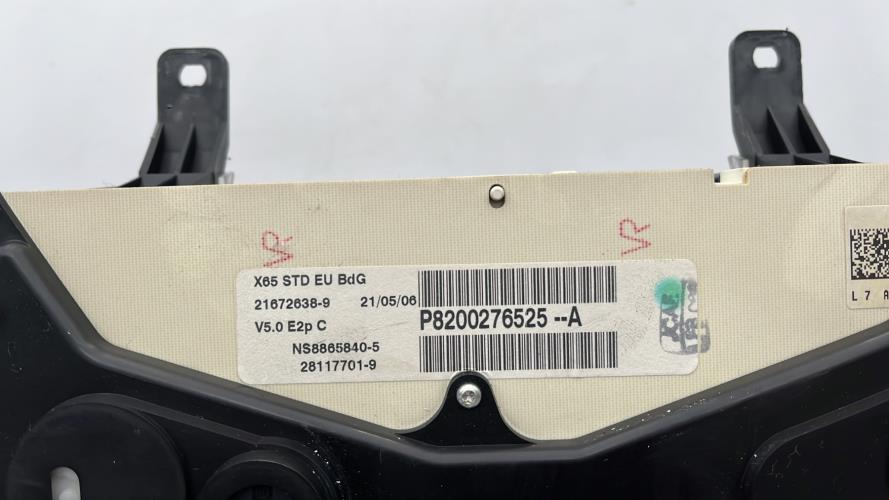 VR
VR
X65 STD EU BdG
21672638-9 21/05/06
V5.0 E2p C
P8200276525 --A
NS8865840-5
28117701-9
L 7 A